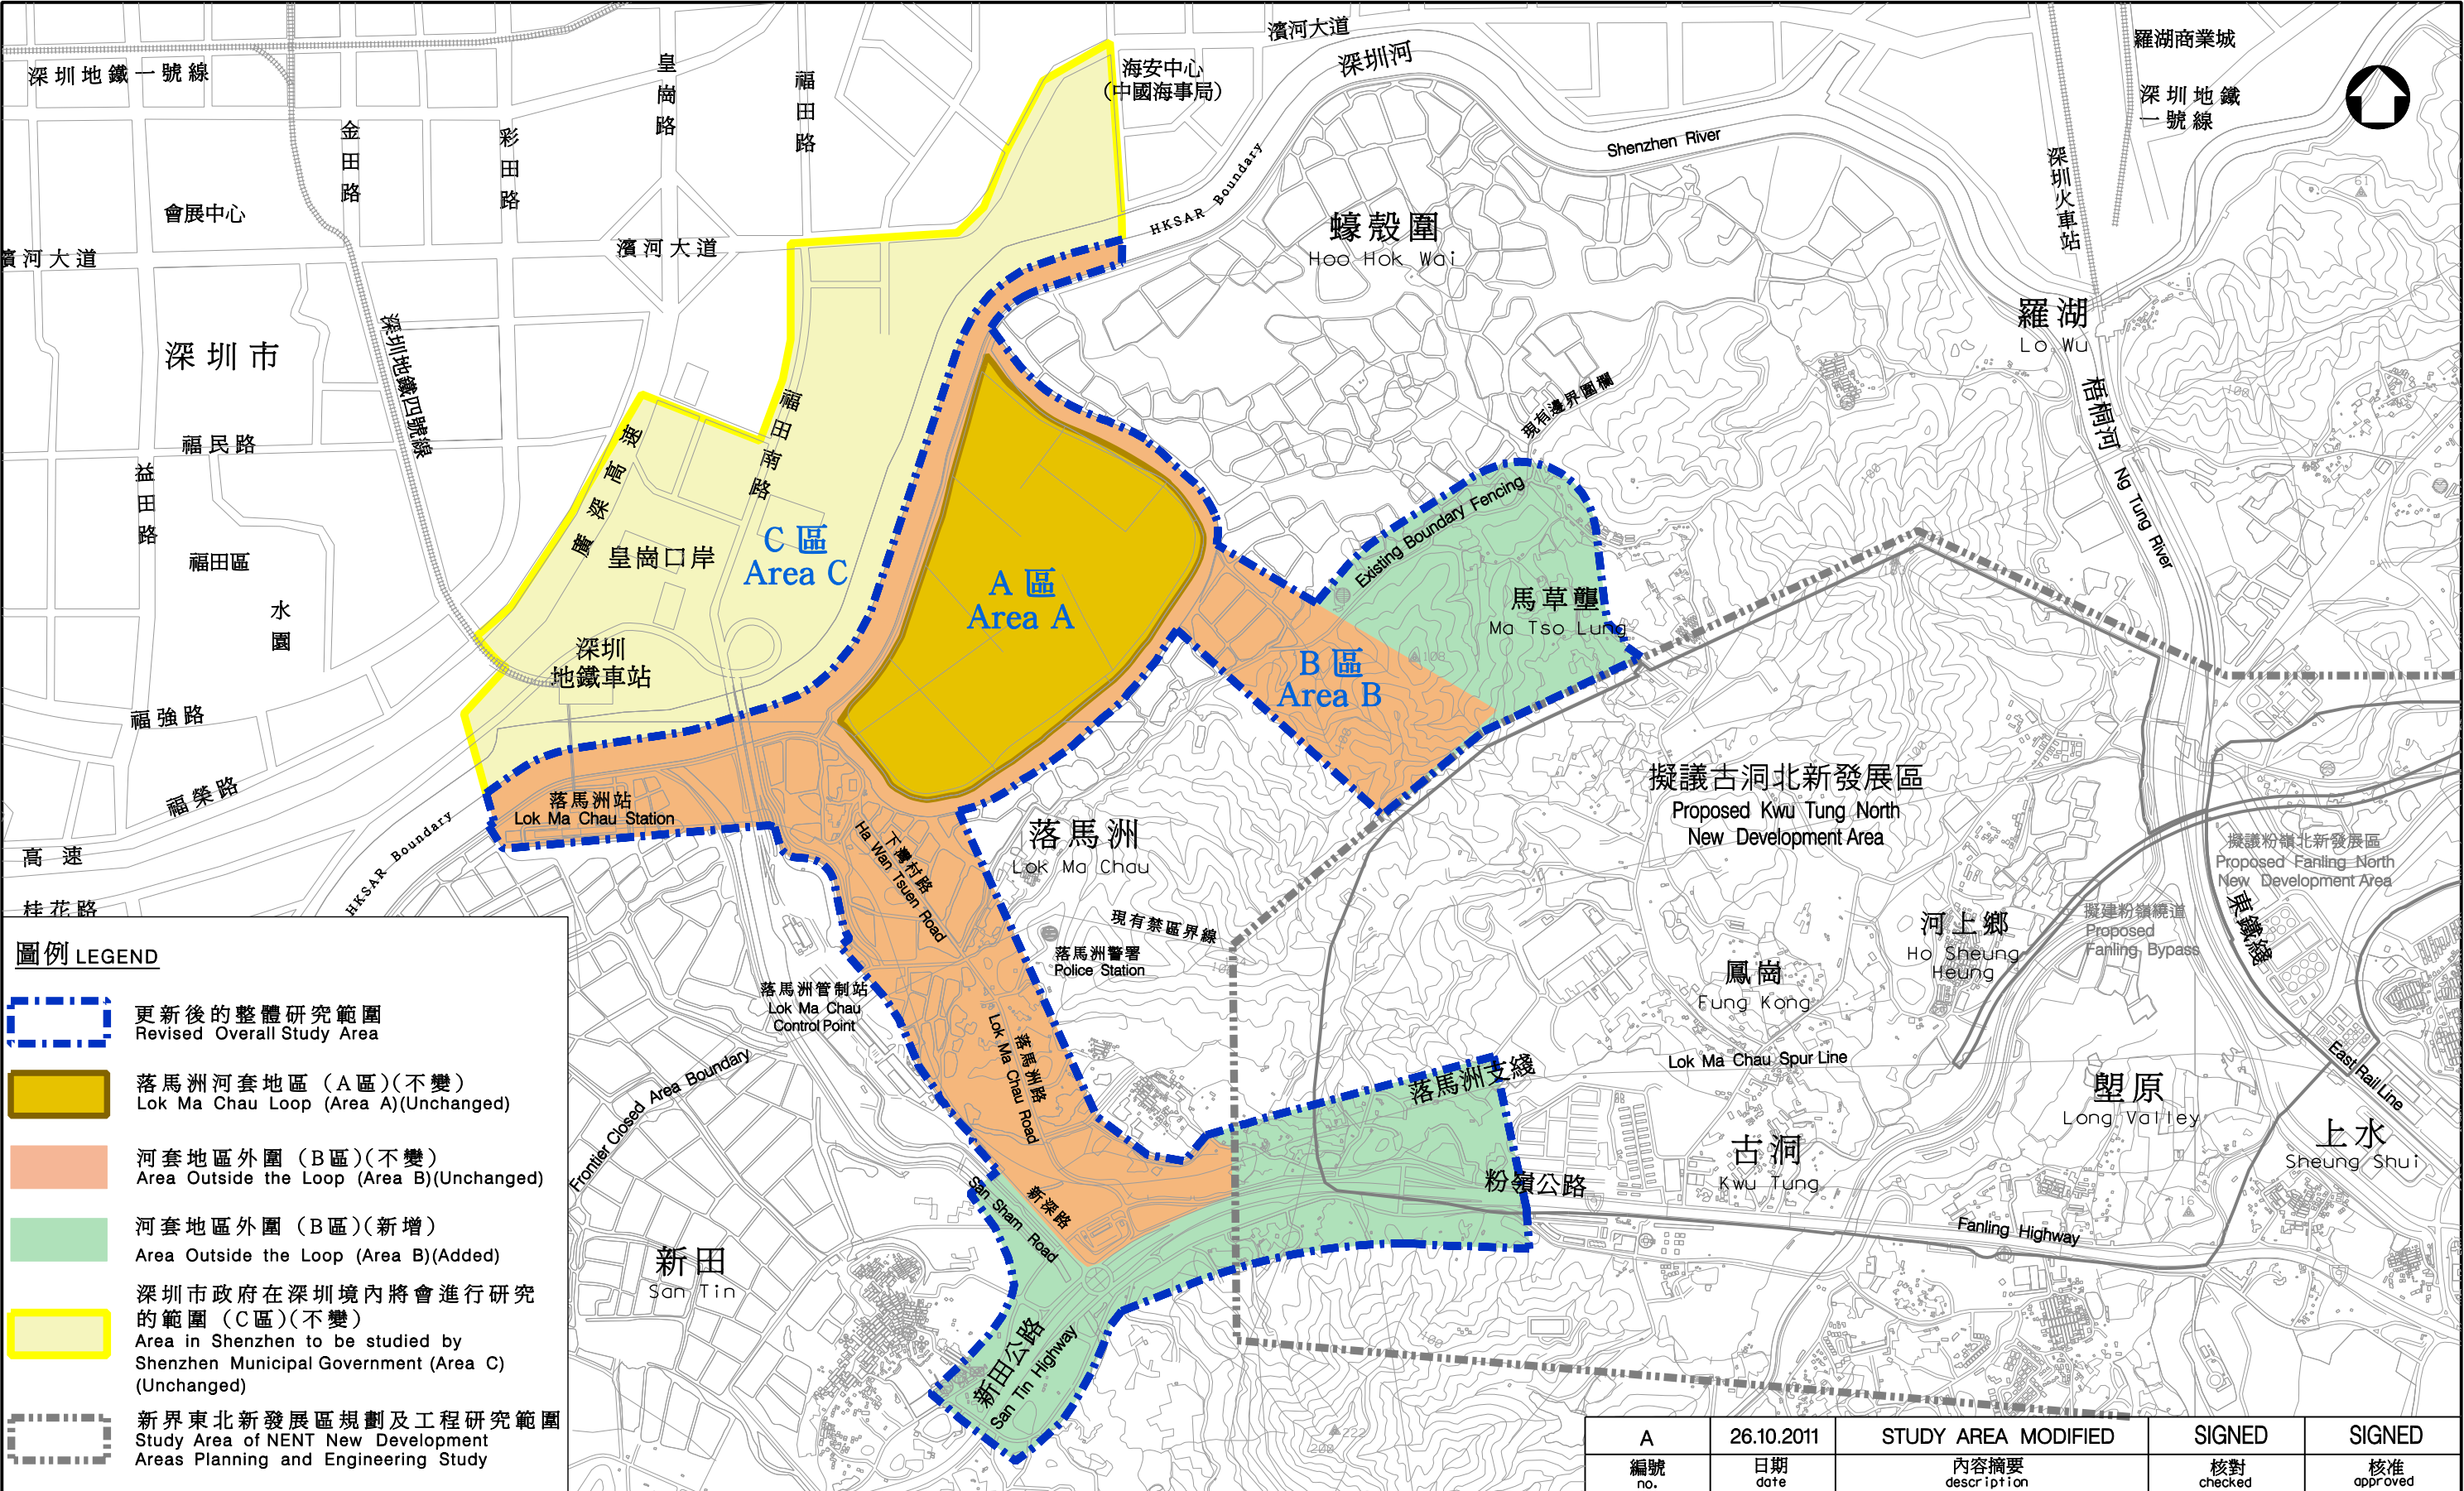 濱河大道
深圳河
羅湖商業城
深圳地鐵一號線
皇崗路
福田路
海安中心
(中國海事局)
深圳地鐵
一號線
金田路
彩田路
Shenzhen River
HKSAR Boundary
深圳火車站
會展中心
濱河大道
濱河大道
蠔殼圍
Hoo Hok Wai
羅湖
Lo Wu
深圳市
深圳地鐵四號線
福田南路
現有邊界圍欄
梧桐河
Ng Tung River
福民路
廣深高速
益田路
Existing Boundary Fencing
C 區
Area C
皇崗口岸
福田區
A 區
Area A
馬草壟
Ma Tso Lung
水圍
深圳
地鐵車站
B 區
Area B
108
福強路
福榮路
擬議古洞北新發展區
Proposed Kwu Tung North
New Development Area
落馬洲站
Lok Ma Chau Station
HKSAR Boundary
高速
桂花路
下灣村路
Ha Wan Tsuen Road
落馬洲
Lok Ma Chau
擬議粉嶺北新發展區
Proposed Fanling North
New Development Area
現有禁區界線
落馬洲警署
Police Station
河上鄉
Ho Sheung
Heung
擬建粉嶺繞道
Proposed
Fanling Bypass
東鐵綫
鳳崗
Fung Kong
落馬洲管制站
Lok Ma Chau
Control Point
落馬洲路
Lok Ma Chau Road
Frontier Closed Area Boundary
落馬洲支綫
Lok Ma Chau Spur Line
East Rail Line
塱原
Long Valley
上水
Sheung Shui
古洞
Kwu Tung
粉嶺公路
Fanling Highway
新深路
San Sham Road
新田
San Tin
新田公路
San Tin Highway
圖例 LEGEND
更新後的整體研究範圍
Revised Overall Study Area
落馬洲河套地區 (A區)(不變)
Lok Ma Chau Loop (Area A)(Unchanged)
河套地區外圍 (B區)(不變)
Area Outside the Loop (Area B)(Unchanged)
河套地區外圍 (B區)(新增)
Area Outside the Loop (Area B)(Added)
深圳市政府在深圳境內將會進行研究
的範圍 (C區)(不變)
Area in Shenzhen to be studied by
Shenzhen Municipal Government (Area C)
(Unchanged)
新界東北新發展區規劃及工程研究範圍
Study Area of NENT New Development
Areas Planning and Engineering Study
A 26.10.2011 STUDY AREA MODIFIED SIGNED SIGNED
編號 日期 內容摘要 核對 核准
no. date description checked approved